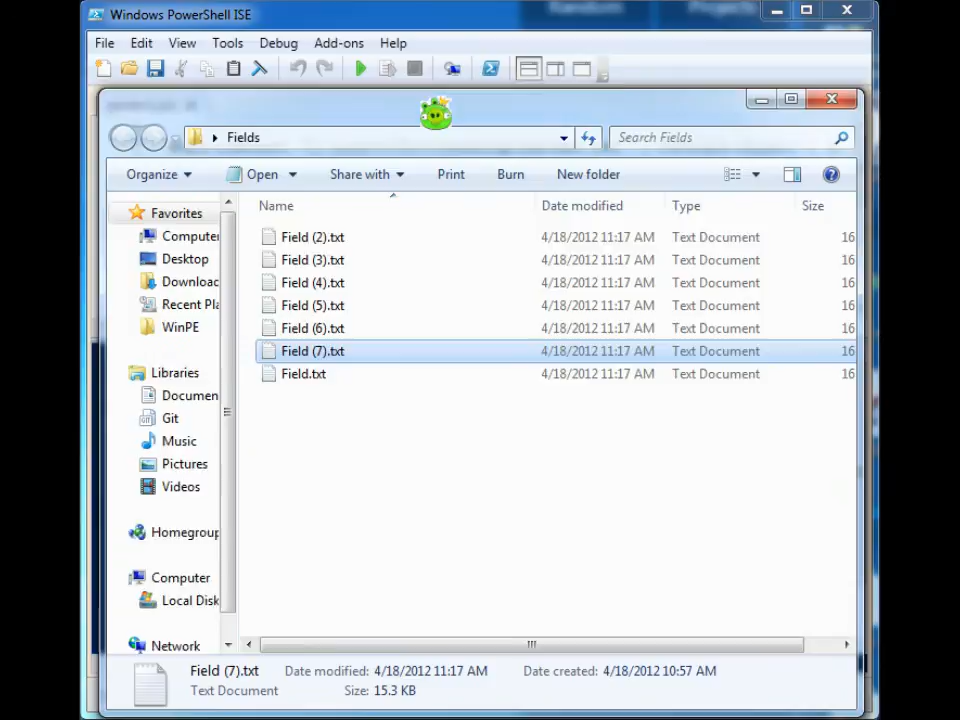 Windows PowerShell ISE
File Edit View Tools Debug Add-ons Help
Fields
Search Fields
Organize Open Share with Print Burn New folder
Name Date modified Type Size
Field (2).txt 4/18/2012 11:17 AM Text Document 16
Field (3).txt 4/18/2012 11:17 AM Text Document 16
Field (4).txt 4/18/2012 11:17 AM Text Document 16
Field (5).txt 4/18/2012 11:17 AM Text Document 16
Field (6).txt 4/18/2012 11:17 AM Text Document 16
Field (7).txt 4/18/2012 11:17 AM Text Document 16
Field.txt 4/18/2012 11:17 AM Text Document 16
Favorites
Computer
Desktop
Downloac
Recent Pla
WinPE
Libraries
Documen
Git
Music
Pictures
Videos
Homegroup
Computer
Local Disk
Network
Field (7).txt Date modified: 4/18/2012 11:17 AM Date created: 4/18/2012 10:57 AM
Text Document Size: 15.3 KB